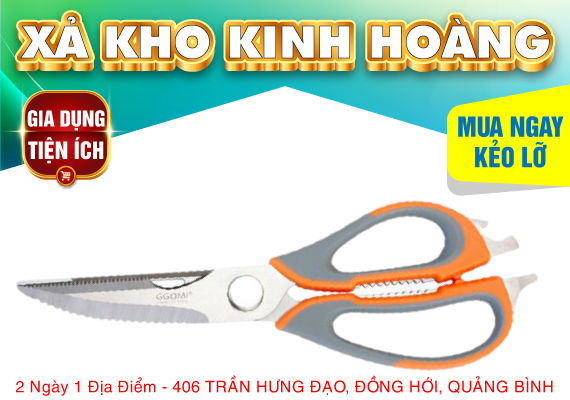 XẢ KHO KINH HOÀNG
GIA DỤNG
TIỆN ÍCH
MUA NGAY
KẺO LỠ
GGOMi
2 Ngày 1 Địa Điểm - 406 TRẦN HƯNG ĐẠO, ĐỒNG HỚI, QUẢNG BÌNH